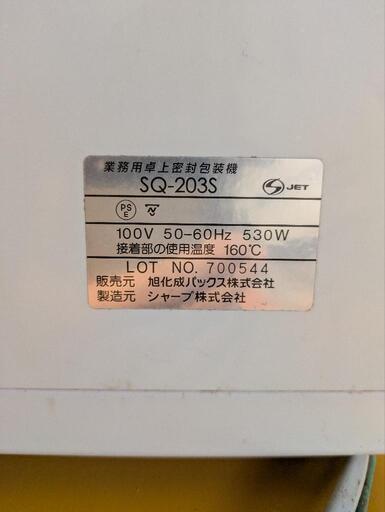 業務用卓上密封包装機
SQ-203S
JET
PS
E
100V 50-60Hz 530W
接着部の使用温度 160℃
LOT NO. 700544
販売元 旭化成パックス株式会社
製造元 シャープ株式会社